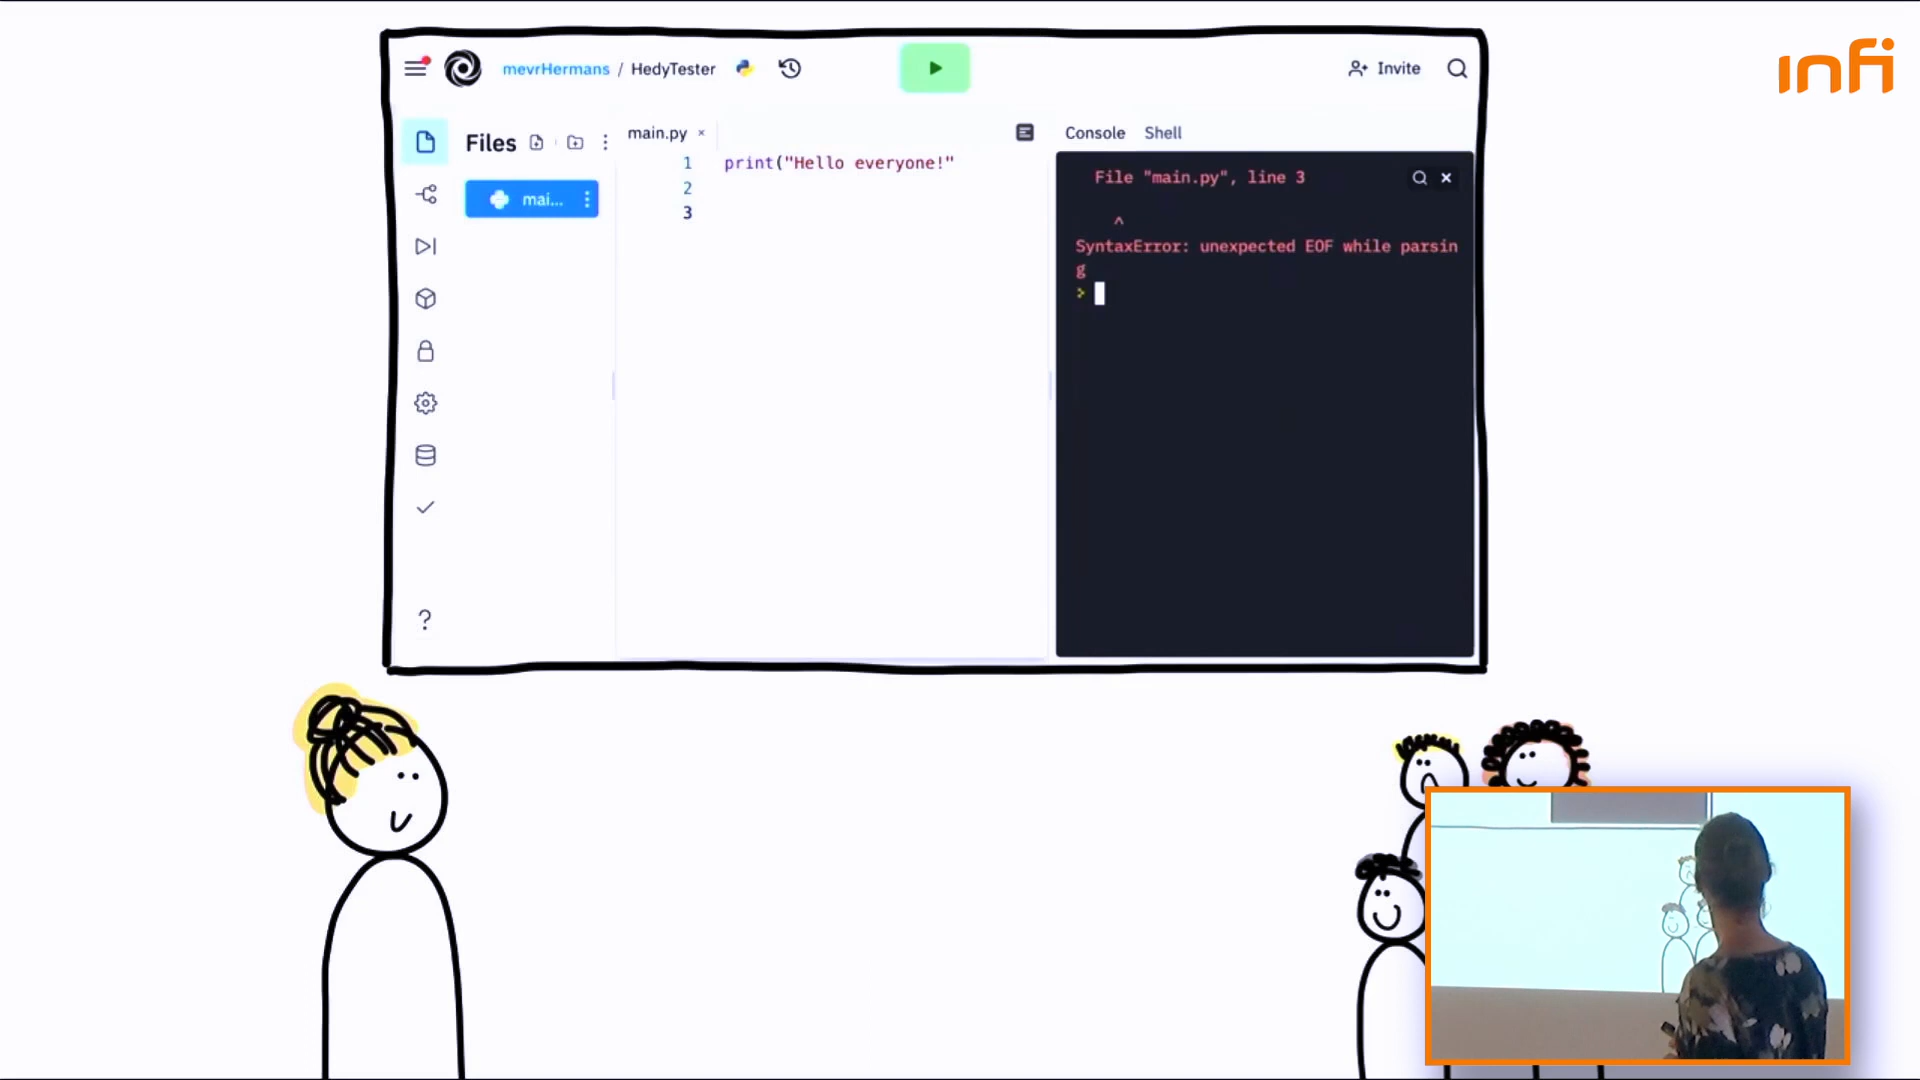 mevrHermans / HedyTester
Invite
infi
Files
main.py ×
Console Shell
mai...
1 print("Hello everyone!"
2
3
File "main.py", line 3
^
SyntaxError: unexpected EOF while parsin
g
>
?